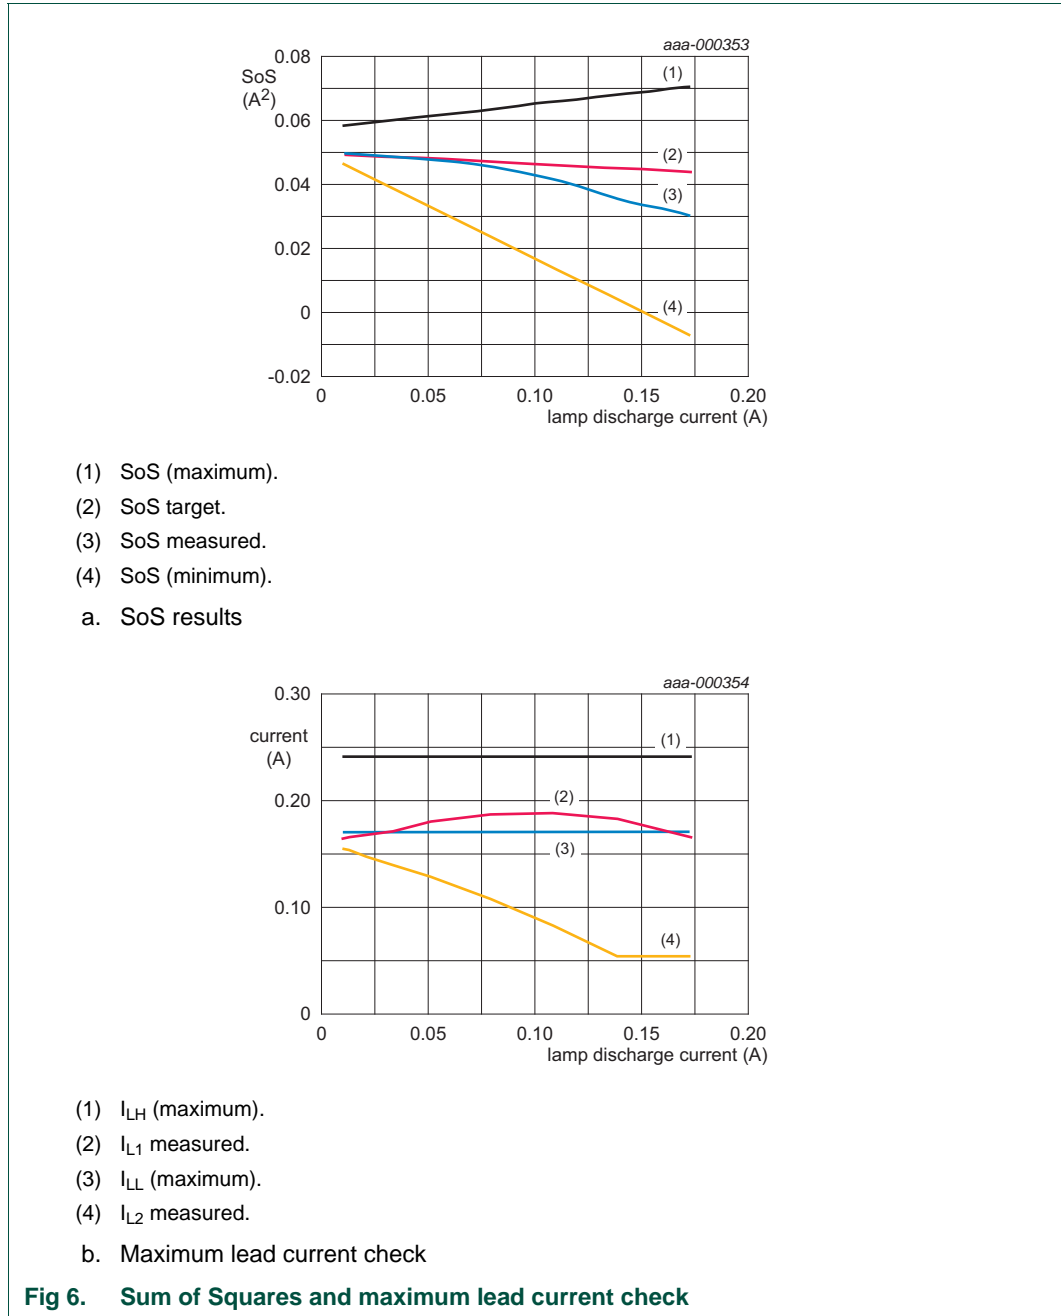 aaa-000353
SoS
(A2)
0.08
0.06
0.04
0.02
0
-0.02
(1)
(2)
(3)
(4)
0 0.05 0.10 0.15 0.20
lamp discharge current (A)
(1) SoS (maximum).
(2) SoS target.
(3) SoS measured.
(4) SoS (minimum).
a. SoS results
aaa-000354
current
(A)
0.30
0.20
0.10
0
(1)
(2)
(3)
(4)
0 0.05 0.10 0.15 0.20
lamp discharge current (A)
(1) ILH (maximum).
(2) IL1 measured.
(3) ILL (maximum).
(4) IL2 measured.
b. Maximum lead current check
Fig 6. Sum of Squares and maximum lead current check